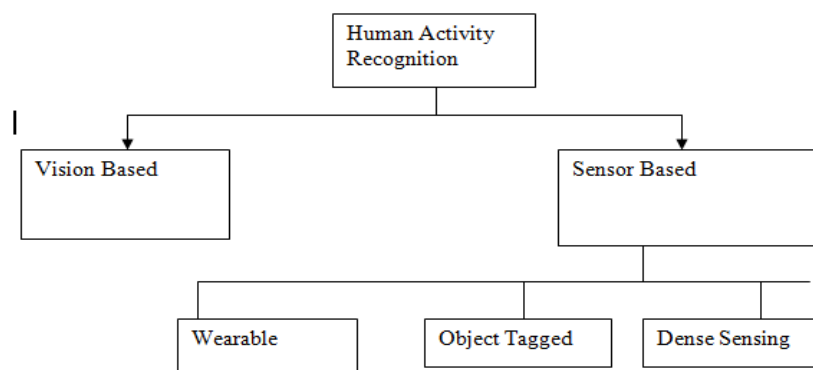 Human Activity
Recognition
Vision Based
Sensor Based
Wearable
Object Tagged
Dense Sensing